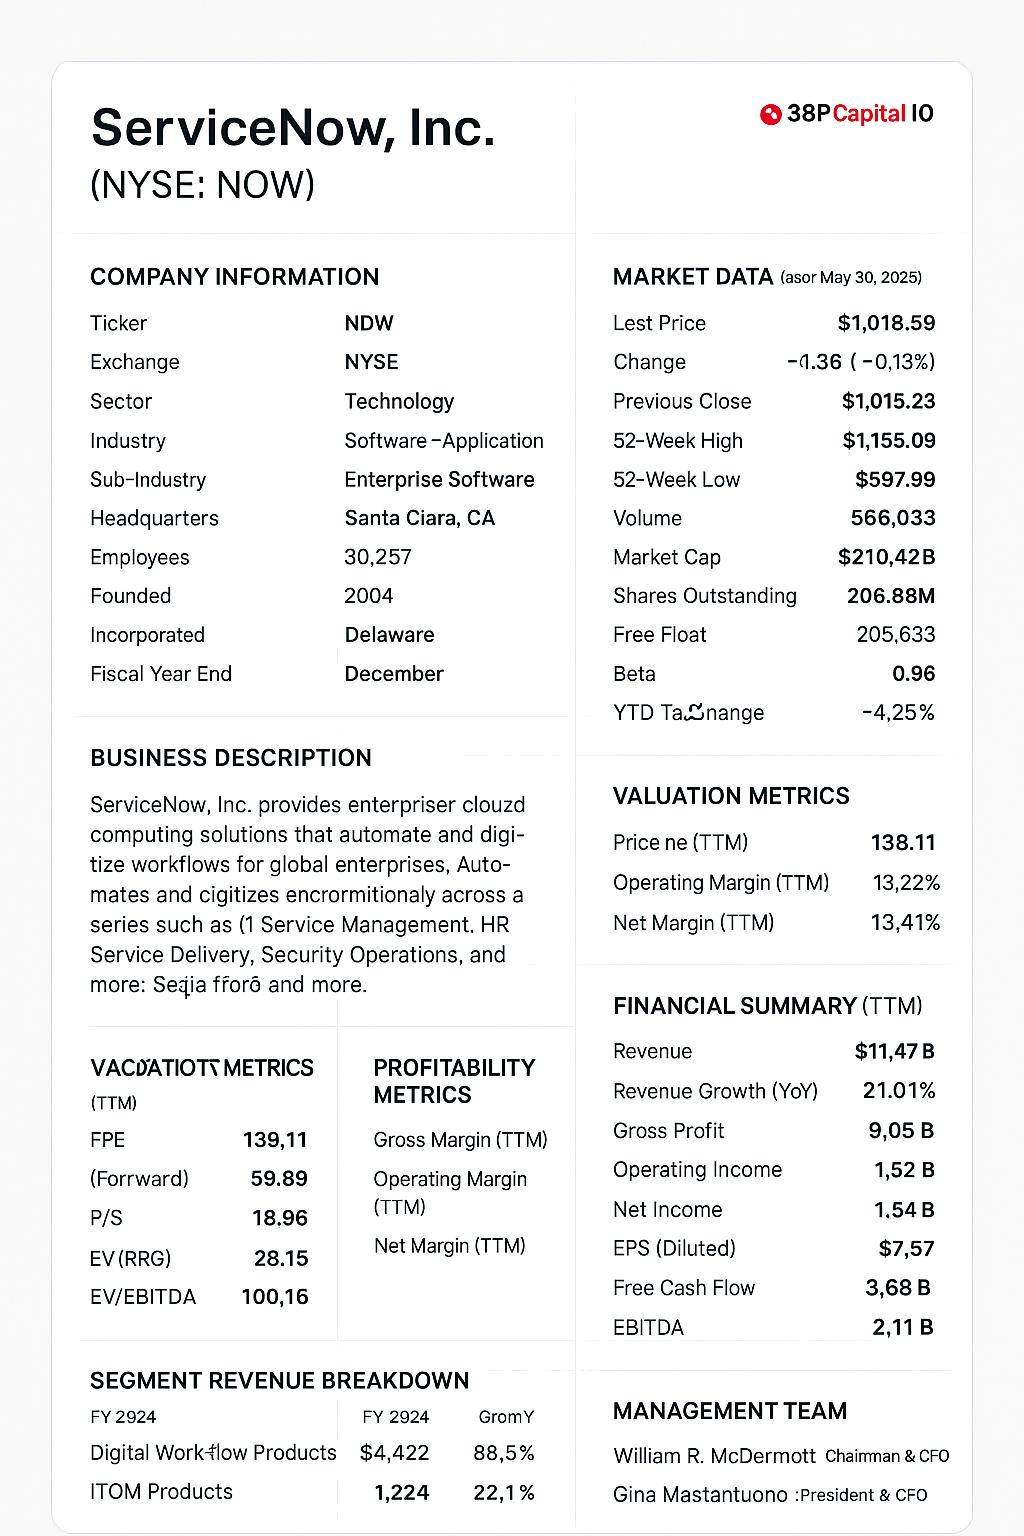 ServiceNow, Inc.
(NYSE: NOW)
38PCapital IO
COMPANY INFORMATION
Ticker NDW
Exchange NYSE
Sector Technology
Industry Software-Application
Sub-Industry Enterprise Software
Headquarters Santa Ciara, CA
Employees 30,257
Founded 2004
Incorporated Delaware
Fiscal Year End December
MARKET DATA (asor May 30, 2025)
Lest Price $1,018.59
Change (-0,13%)
Previous Close $1,015.23
52-Week High $1,155.09
52-Week Low $597.99
Volume 566,033
Market Cap $210,42B
Shares Outstanding 206.88M
Free Float 205,633
Beta 0.96
YTD -4,25%
BUSINESS DESCRIPTION
ServiceNow, Inc. provides enterpriser clouzd
computing solutions that automate and digi-
tize workflows for global enterprises, Auto-
mates and cigitizes encrormitionaly across a
series such as (1 Service Management. HR
Service Delivery, Security Operations, and
more: and more.
VALUATION METRICS
Price ne (TTM) 138.11
Operating Margin (TTM) 13,22%
Net Margin (TTM) 13,41%
METRICS
(TTM)
FPE 139,11
(Forrward) 59.89
P/S 18.96
EV (RRG) 28.15
EV/EBITDA 100,16
PROFITABILITY
METRICS
Gross Margin (TTM)
Operating Margin
(TTM)
Net Margin (TTM)
FINANCIAL SUMMARY (TTM)
Revenue $11,47 B
Revenue Growth (YoY) 21.01%
Gross Profit 9,05 B
Operating Income 1,52 B
Net Income 1.54 B
EPS (Diluted) $7,57
Free Cash Flow 3,68 B
EBITDA 2,11 B
SEGMENT REVENUE BREAKDOWN
FY 2924 FY 2924 GromY
Digital Work-flow Products $4,422 88,5%
ITOM Products 1,224 22,1%
MANAGEMENT TEAM
William R. McDermott Chairman & CFO
Gina Mastantuono :President & CFO